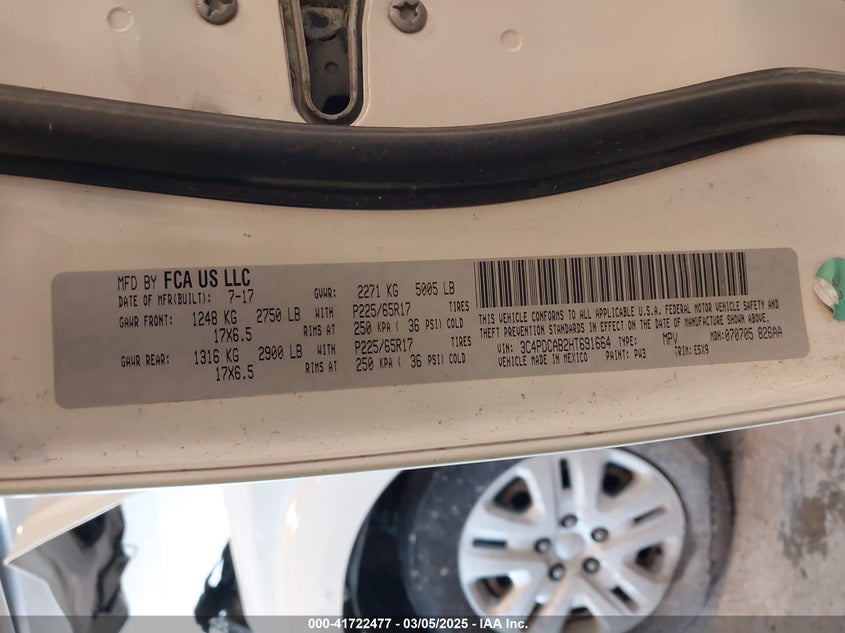 MFD BY FCA US LLC
DATE OF MFR(BUILT): 7-17 GVWR: 2271 KG 5005 LB
GAWR FRONT: 1248 KG 2750 LB WITH P225/65R17 TIRES
17X6.5 RIMS AT 250 KPA ( 36 PSI) COLD
GAWR REAR: 1316 KG 2900 LB WITH P225/65R17 TIRES
17X6.5 RIMS AT 250 KPA ( 36 PSI) COLD
THIS VEHICLE CONFORMS TO ALL APPLICABLE U.S.A. FEDERAL MOTOR VEHICLE SAFETY AND
THEFT PREVENTION STANDARDS IN EFFECT ON THE DATE OF MANUFACTURE SHOWN ABOVE.
VIN: 3C4PDCAB2HT691664 TYPE: MPV MDH: 070705 826AA
VEHICLE MADE IN MEXICO PAINT: PW3 TRIM: E5X9
000-41722477 - 03/05/2025 - IAA Inc.